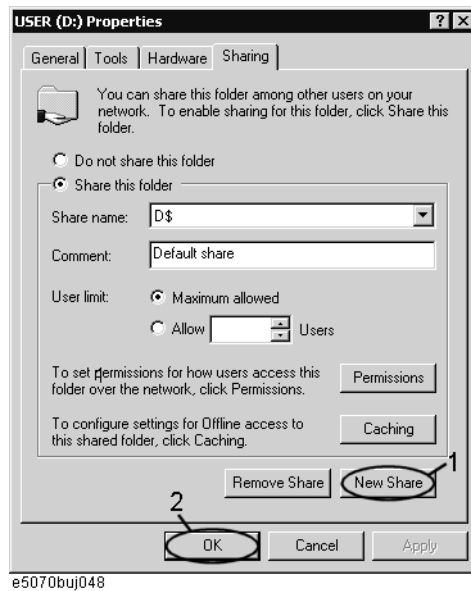 USER (D:) Properties
General Tools Hardware Sharing
You can share this folder among other users on your
network. To enable sharing for this folder, click Share this
folder.
Do not share this folder
Share this folder
Share name: D$
Comment: Default share
User limit: Maximum allowed
Allow Users
To set permissions for how users access this
folder over the network, click Permissions.
Permissions
To configure settings for Offline access to
this shared folder, click Caching.
Caching
1
Remove Share New Share
2
OK Cancel Apply
e5070buj048